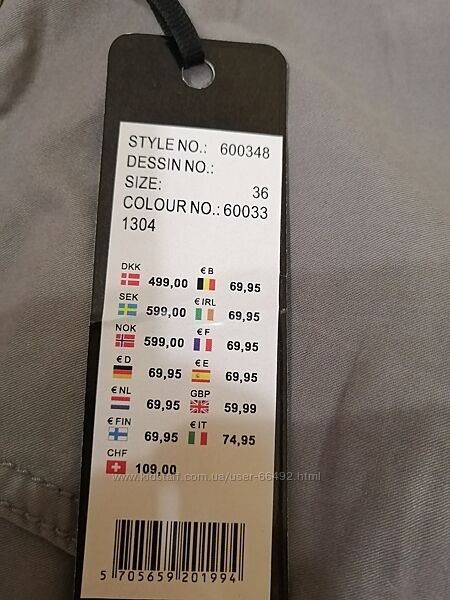 STYLE NO.: 600348
DESSIN NO.:
SIZE: 36
COLOUR NO.: 60033
1304
DKK 499,00 € B 69,95
SEK 599,00 € IRL 69,95
NOK 599,00 € F 69,95
€ D 69,95 € E 69,95
€ NL 69,95 GBP 59,99
€ FIN 69,95 € IT 74,95
CHF 109,00
www.kidstaff.com.ua/user-66492.html
5 705659 201994